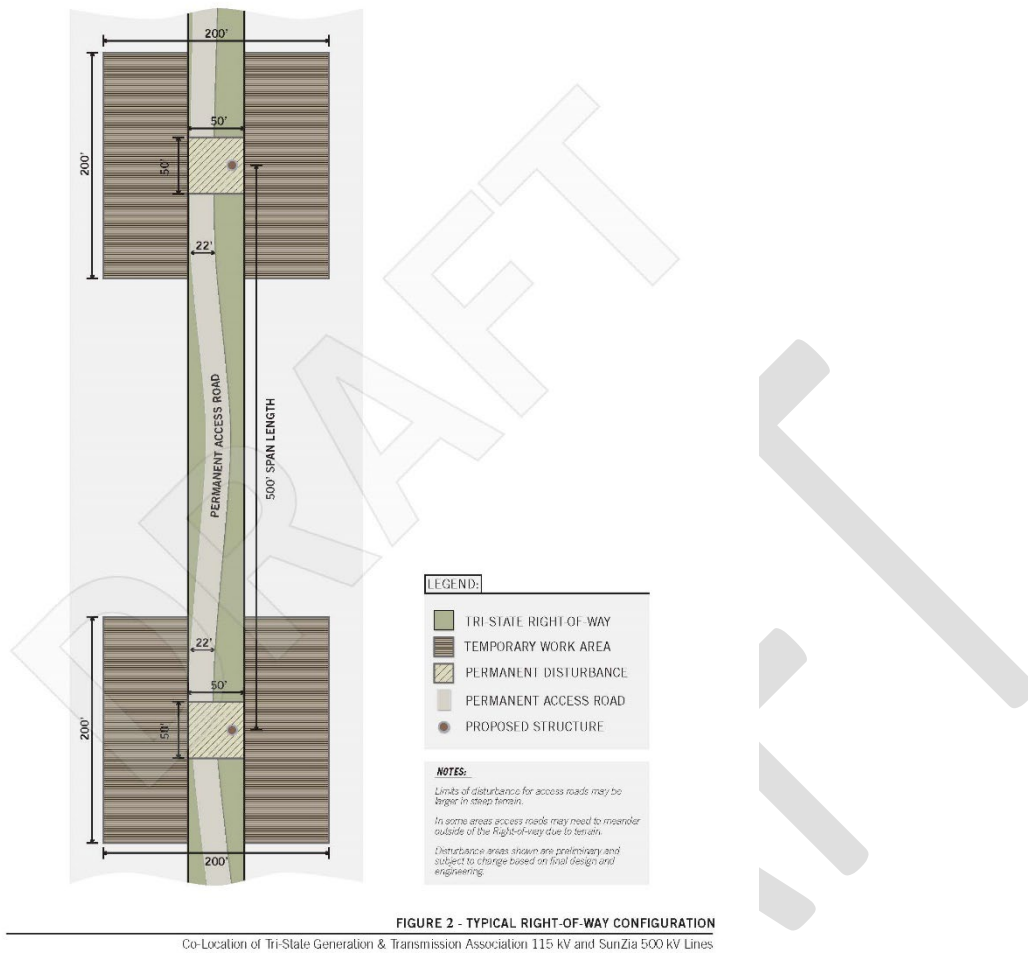 200'
50'
200'
50'
22'
PERMANENT ACCESS ROAD
500' SPAN LENGTH
22'
50'
200'
50'
200'
DRAFT
LEGEND:
TRI-STATE RIGHT-OF-WAY
TEMPORARY WORK AREA
PERMANENT DISTURBANCE
PERMANENT ACCESS ROAD
PROPOSED STRUCTURE
NOTES:
Limits of disturbance for access roads may be
larger in steep terrain.
In some areas access roads may need to meander
outside of the Right-of-way due to terrain.
Disturbance areas shown are preliminary and
subject to change based on final design and
engineering.
FIGURE 2 - TYPICAL RIGHT-OF-WAY CONFIGURATION
Co-Location of Tri-State Generation & Transmission Association 115 kV and SunZia 500 kV Lines